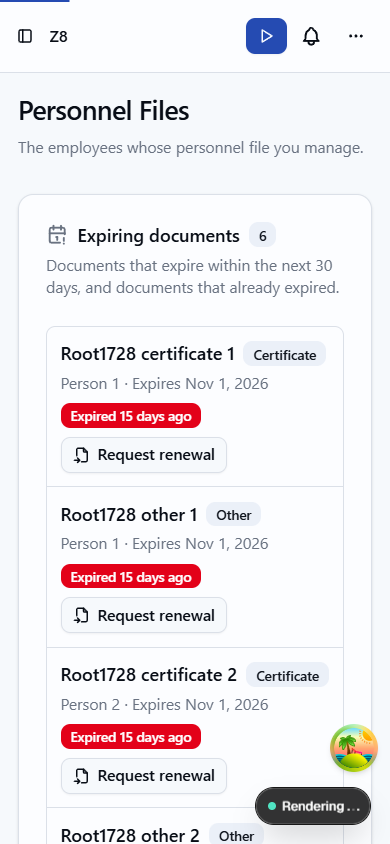 Z8
Personnel Files
The employees whose personnel file you manage.
Expiring documents 6
Documents that expire within the next 30
days, and documents that already expired.
Root1728 certificate 1 Certificate
Person 1 · Expires Nov 1, 2026
Expired 15 days ago
Request renewal
Root1728 other 1 Other
Person 1 · Expires Nov 1, 2026
Expired 15 days ago
Request renewal
Root1728 certificate 2 Certificate
Person 2 · Expires Nov 1, 2026
Expired 15 days ago
Request renewal
Rendering...
Root1728 other 2 Other